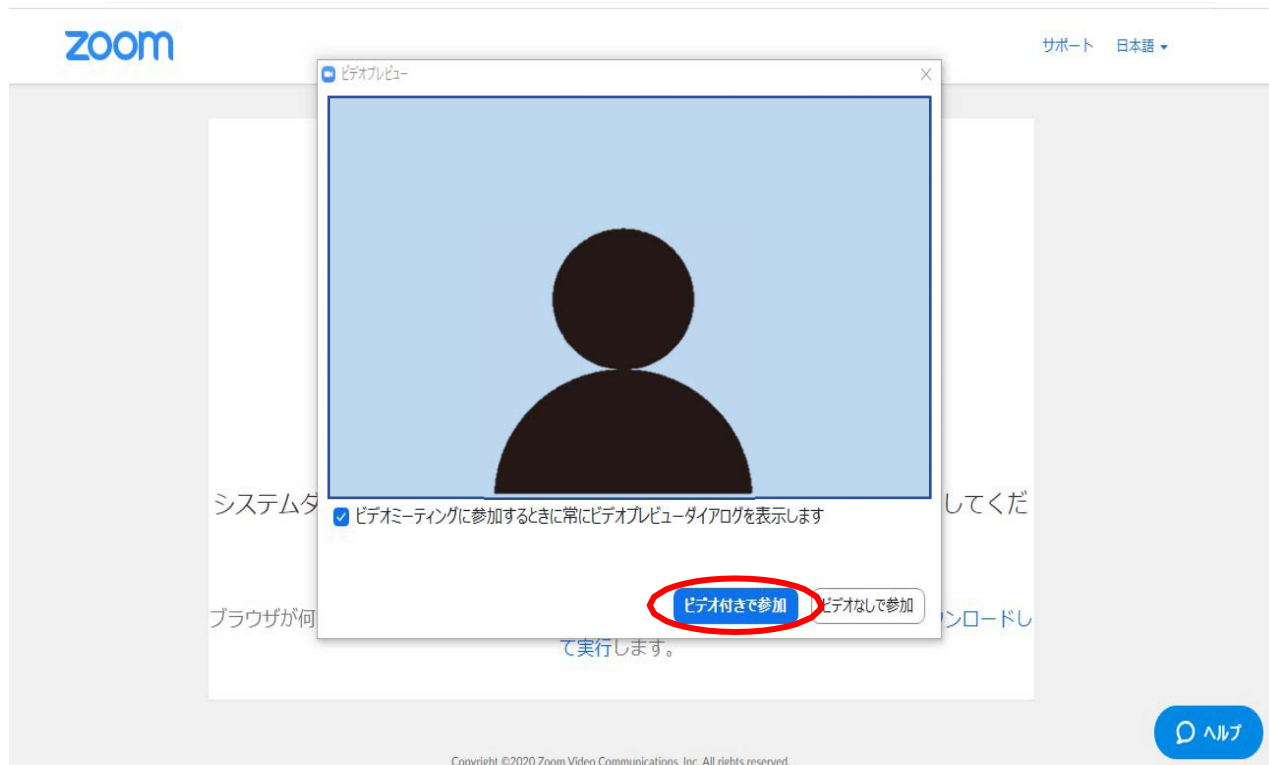 zoom
サポート 日本語
ビデオプレビュー
システムダ
してくだ
ビデオミーティングに参加するときに常にビデオプレビューダイアログを表示します
ビデオ付きで参加 ビデオなしで参加
ブラウザが何
ンロードし
て実行します。
ヘルプ
Copyright ©2020 Zoom Video Communications, Inc. All rights reserved.